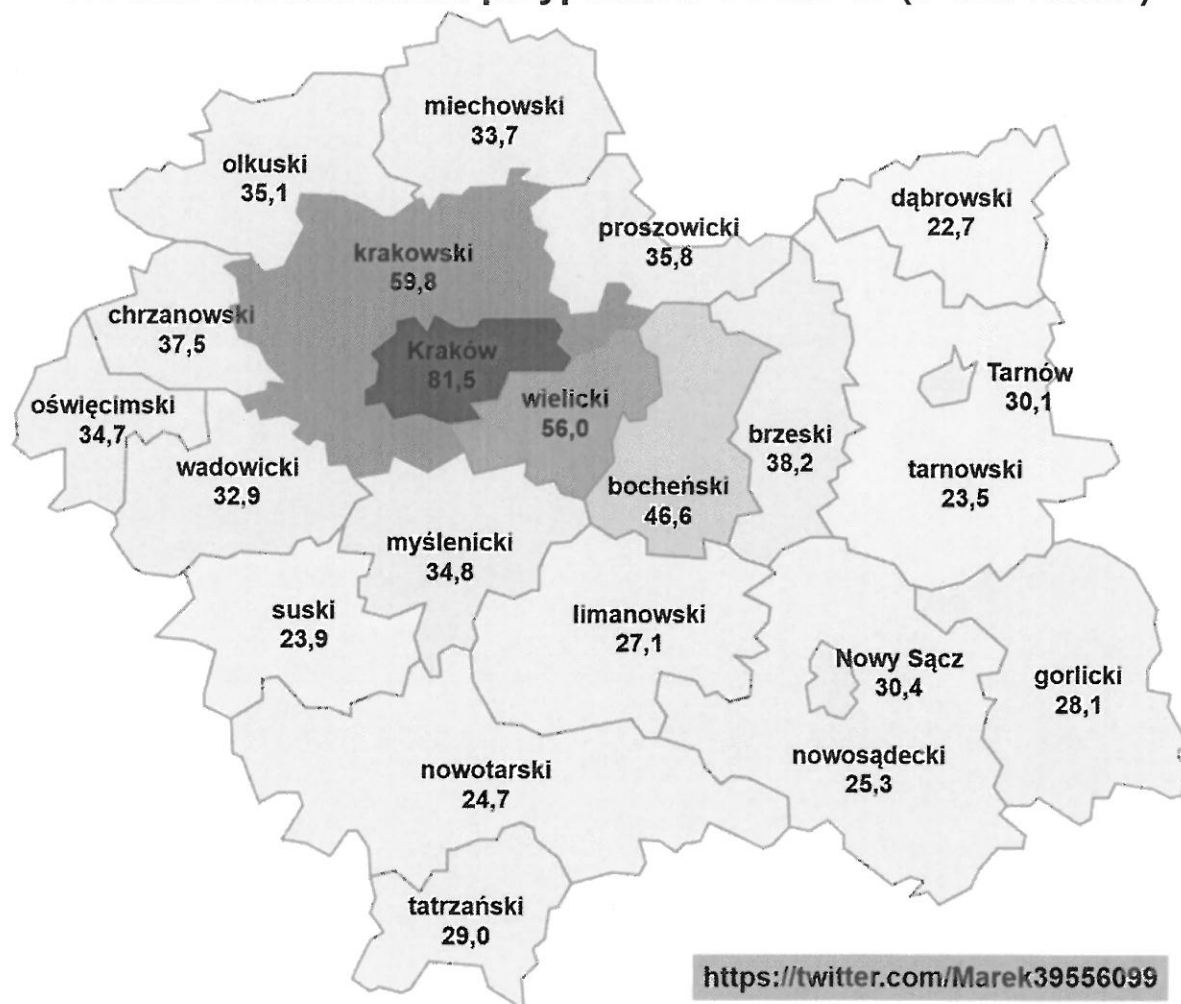 miechowski
33,7
olkuski
35,1
dąbrowski
22,7
proszowicki
35,8
krakowski
59,8
chrzanowski
37,5
Kraków
81,5
Tarnów
30,1
oświęcimski
34,7
wielicki
56,0
brzeski
38,2
wadowicki
32,9
tarnowski
23,5
bocheński
46,6
myślenicki
34,8
suski
23,9
limanowski
27,1
Nowy Sącz
30,4
gorlicki
28,1
nowotarski
24,7
nowosądecki
25,3
tatrzański
29,0
https://twitter.com/Marek39556099